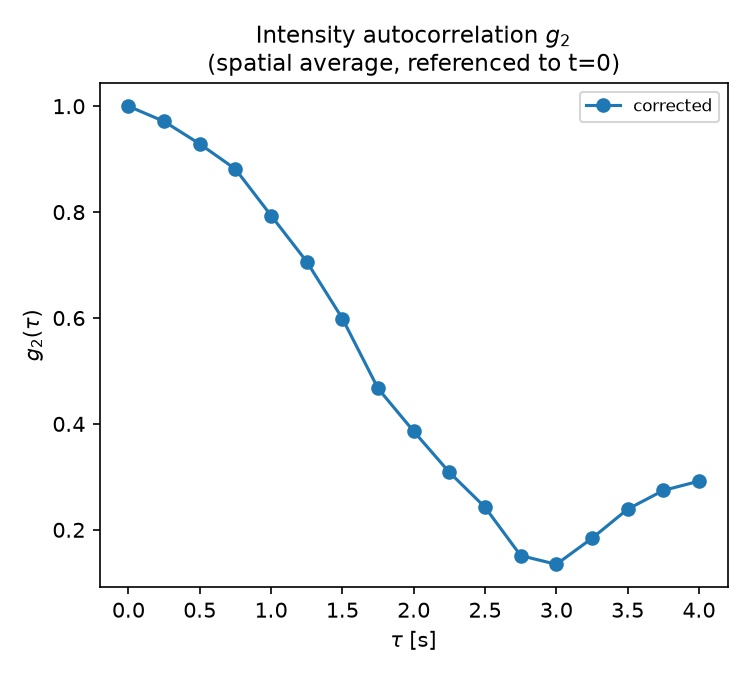 Intensity autocorrelation g₂
(spatial average, referenced to t=0)
corrected
g₂(τ)
1.0
0.8
0.6
0.4
0.2
0.0 0.5 1.0 1.5 2.0 2.5 3.0 3.5 4.0
τ [s]